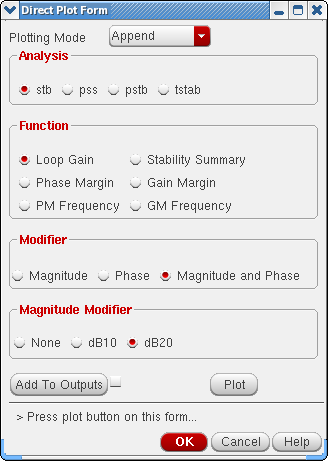 Direct Plot Form
Plotting Mode Append
Analysis
stb pss pstb tstab
Function
Loop Gain Stability Summary
Phase Margin Gain Margin
PM Frequency GM Frequency
Modifier
Magnitude Phase Magnitude and Phase
Magnitude Modifier
None dB10 dB20
Add To Outputs Plot
> Press plot button on this form...
OK Cancel Help